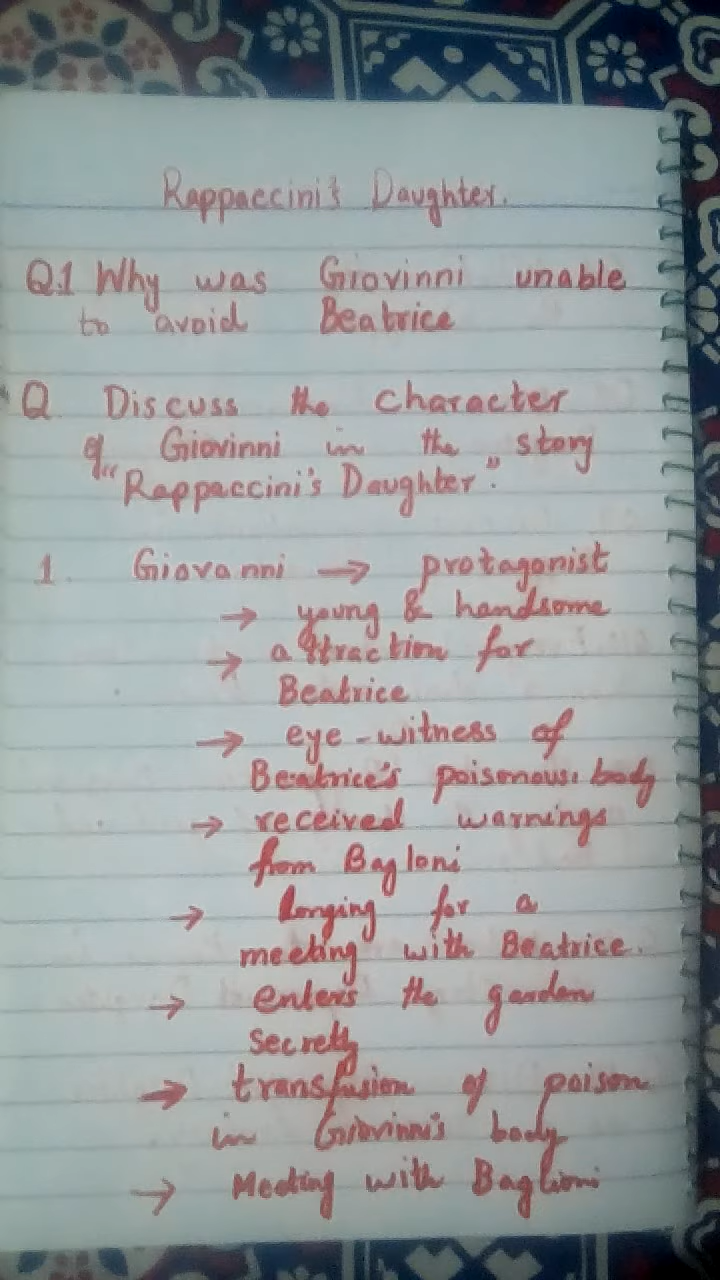 Rappaccini's Daughter.
Q.1 Why was Giovinni unable
to avoid Beatrice
Q. Discuss the character
of Giovinni in the story
"Rappaccini's Daughter".
1. Giovanni → protagonist
→ young & handsome
→ attraction for
Beatrice
→ eye-witness of
Beatrice's poisonous body
→ received warnings
from Bagloni
→ longing for a
meeting with Beatrice.
→ enters the garden
secretly
→ transfusion of poison
in Giovinni's body
→ Meeting with Baglioni